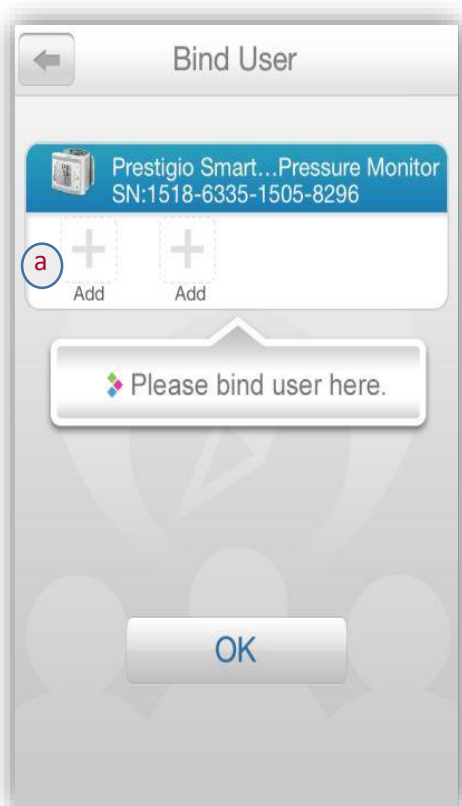 Bind User
Prestigio Smart...Pressure Monitor
SN:1518-6335-1505-8296
a
Add Add
Please bind user here.
OK